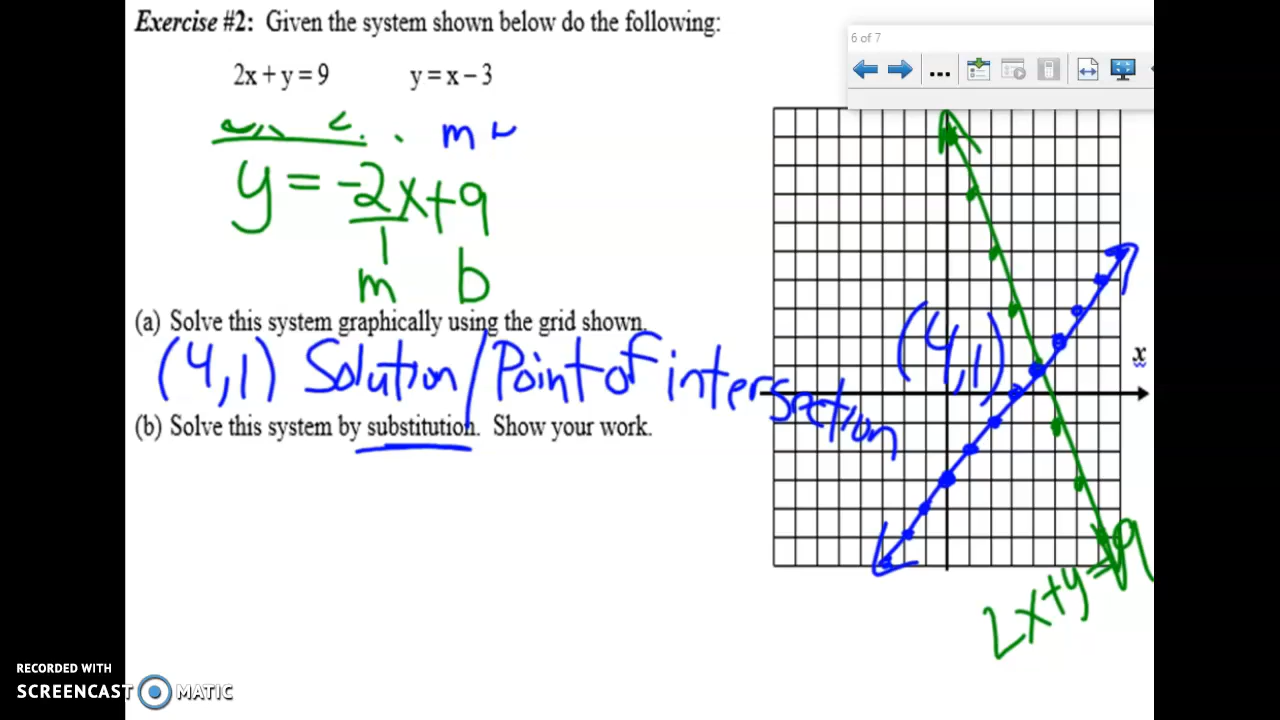 Exercise #2: Given the system shown below do the following:
6 of 7
2x + y = 9 y = x – 3
m
y = -2x + 9
1
m b
(a) Solve this system graphically using the grid shown.
(4,1) Solution / Point of intersection
(4,1)
x
(b) Solve this system by substitution. Show your work.
2x + y = 9
RECORDED WITH
SCREENCAST MATIC